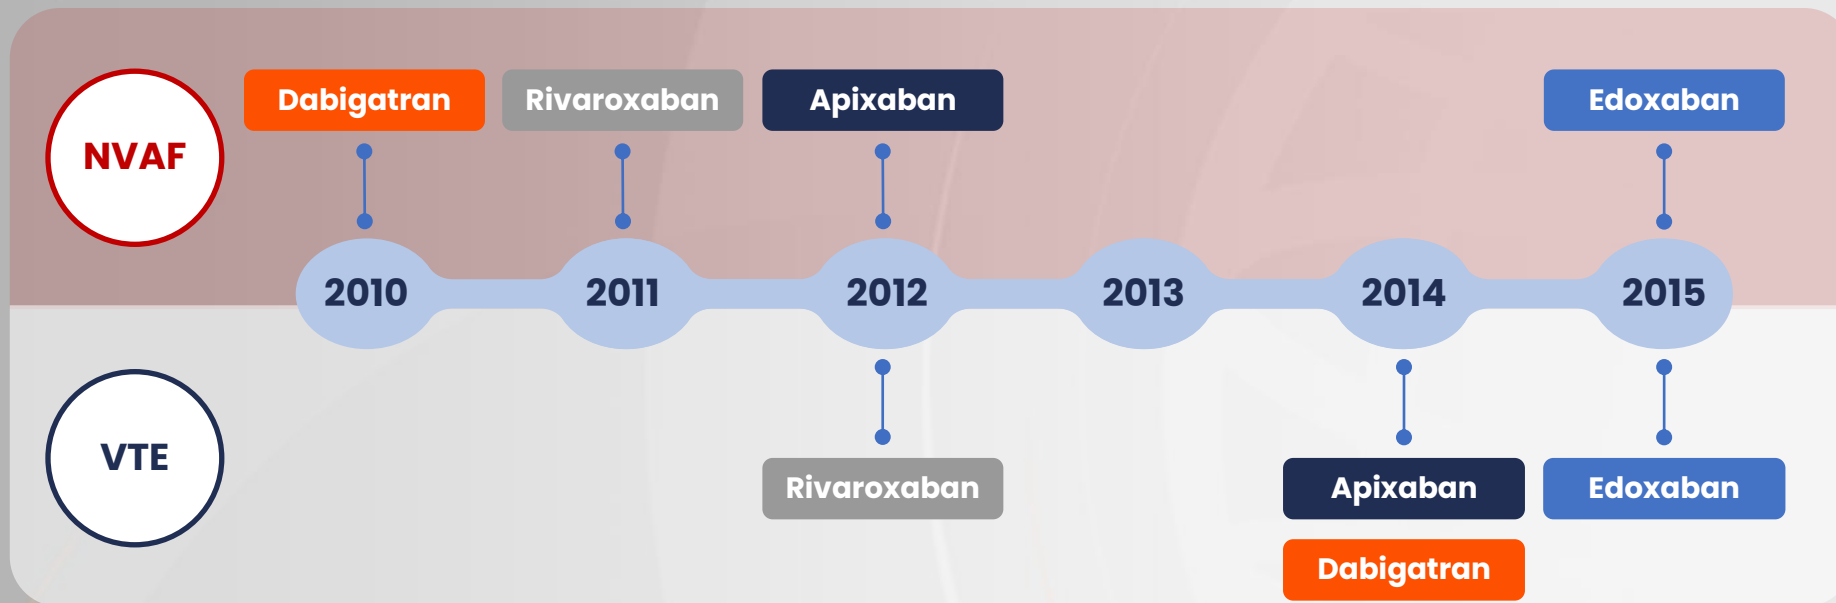 Dabigatran
Rivaroxaban
Apixaban
Edoxaban
NVAF
2010
2011
2012
2013
2014
2015
VTE
Rivaroxaban
Apixaban
Edoxaban
Dabigatran